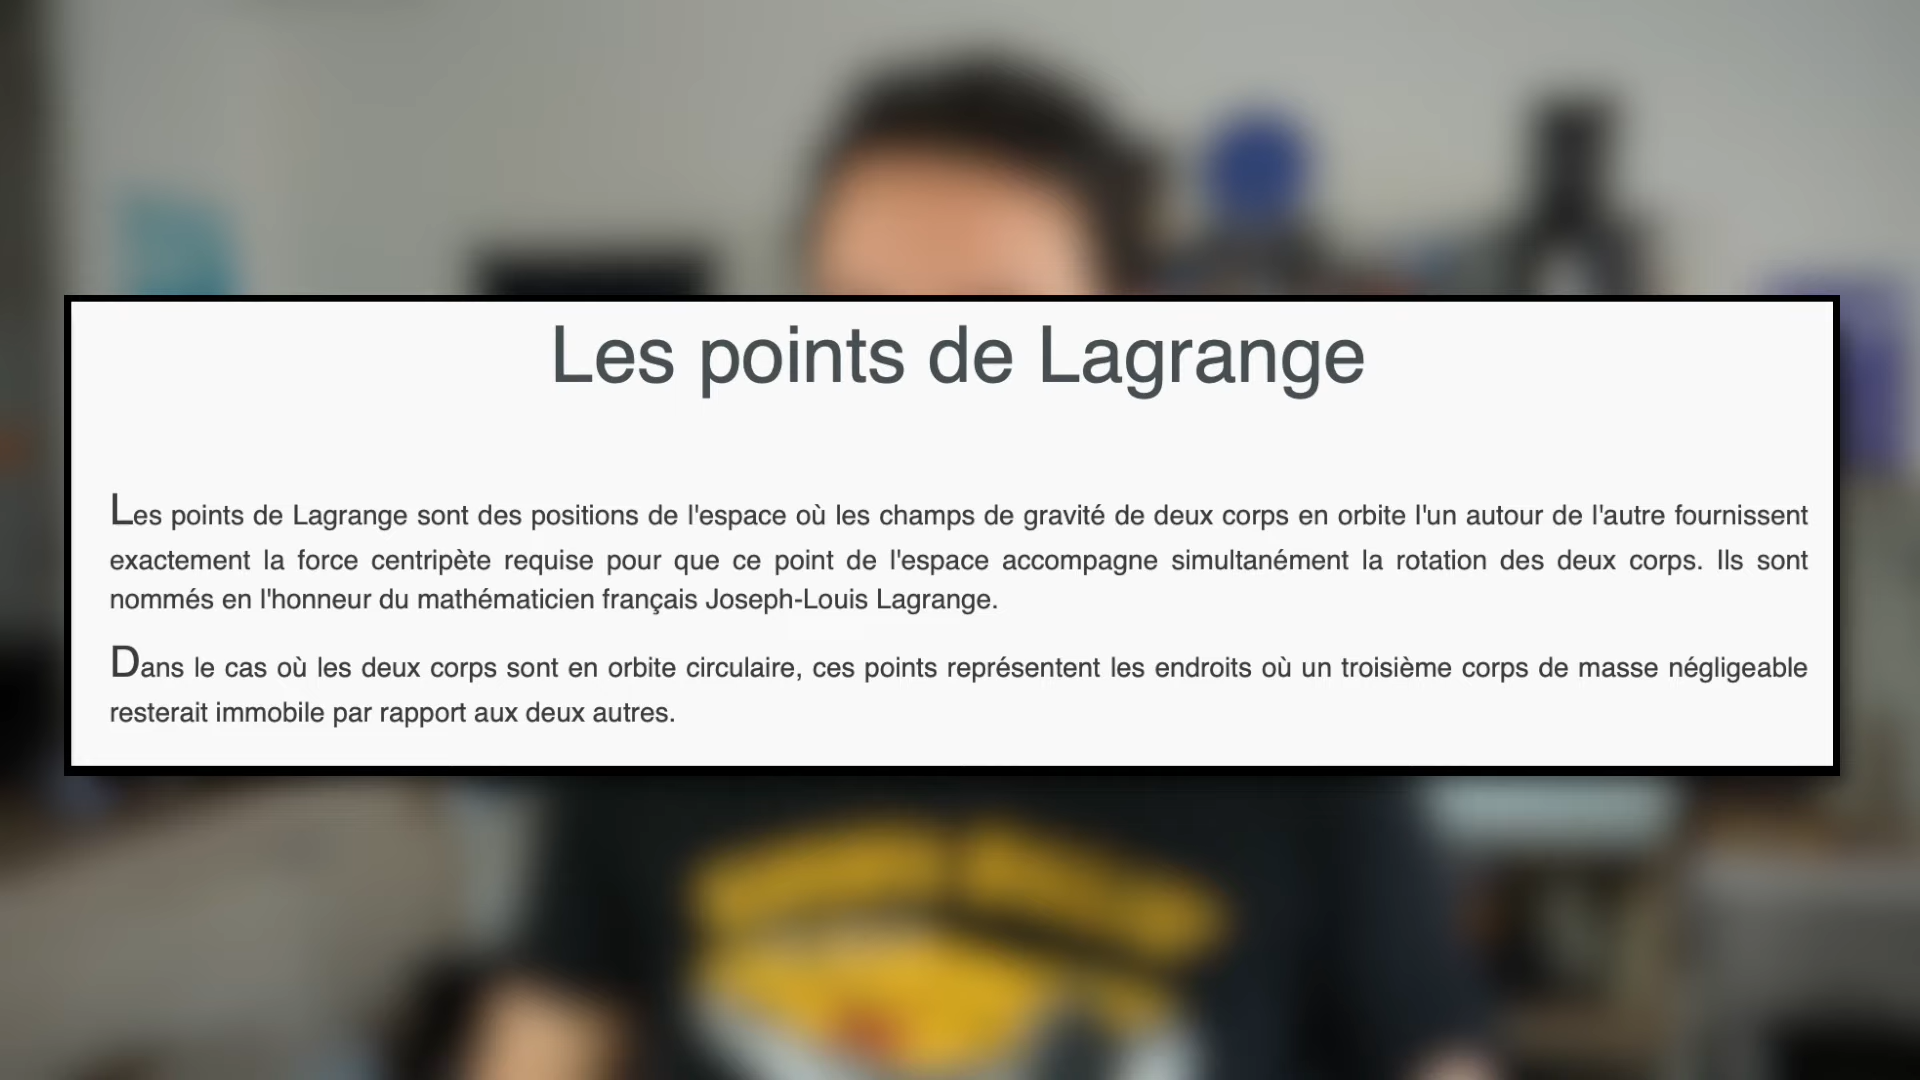 Les points de Lagrange
Les points de Lagrange sont des positions de l'espace où les champs de gravité de deux corps en orbite l'un autour de l'autre fournissent
exactement la force centripète requise pour que ce point de l'espace accompagne simultanément la rotation des deux corps. Ils sont
nommés en l'honneur du mathématicien français Joseph-Louis Lagrange.
Dans le cas où les deux corps sont en orbite circulaire, ces points représentent les endroits où un troisième corps de masse négligeable
resterait immobile par rapport aux deux autres.